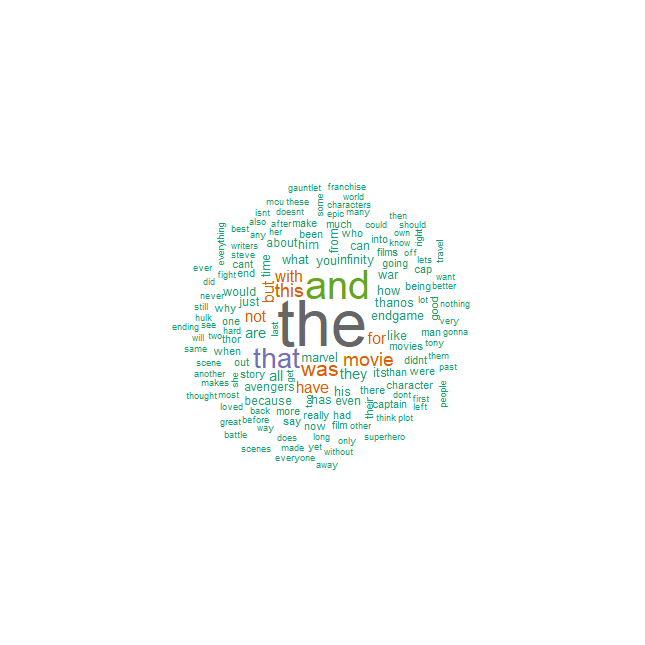 gauntlet franchise
some world
mcu these characters
isnt doesnt epic many then
also after make much could should
best any her been from who into own right
everything writers about him can films know travel
steve what you infinity going off lets
ever cant end time war cap want
did fight but with and how being better
never would this thanos lot good nothing
still why just endgame very
hulk one not the
ending see hard are last for like man gonna
will two thor movies tony
same when that marvel movie didnt them
scene out was its than were past
another story all get they
makes she avengers have his there character people
thought most dont first
loved because too has even their captain left
back more really had think plot
great before say now film other
battle way does long only superhero
scenes made yet without
everyone away